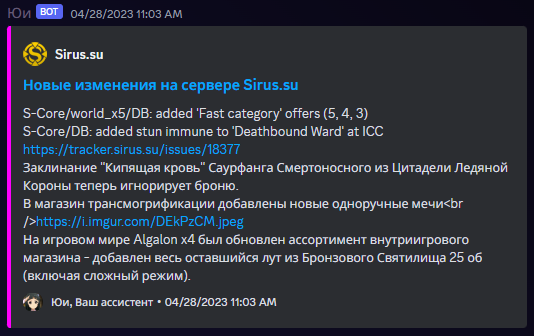 Юи BOT 04/28/2023 11:03 AM
Sirus.su
Новые изменения на сервере Sirus.su
S-Core/world_x5/DB: added 'Fast category' offers (5, 4, 3)
S-Core/DB: added stun immune to 'Deathbound Ward' at ICC
https://tracker.sirus.su/issues/18377
Заклинание "Кипящая кровь" Саурфанга Смертоносного из Цитадели Ледяной
Короны теперь игнорирует броню.
В магазин трансмогрификации добавлены новые одноручные мечи<br
/>https://i.imgur.com/DEkPzCM.jpeg
На игровом мире Algalon x4 был обновлен ассортимент внутриигрового
магазина - добавлен весь оставшийся лут из Бронзового Святилища 25 об
(включая сложный режим).
Юи, Ваш ассистент • 04/28/2023 11:03 AM